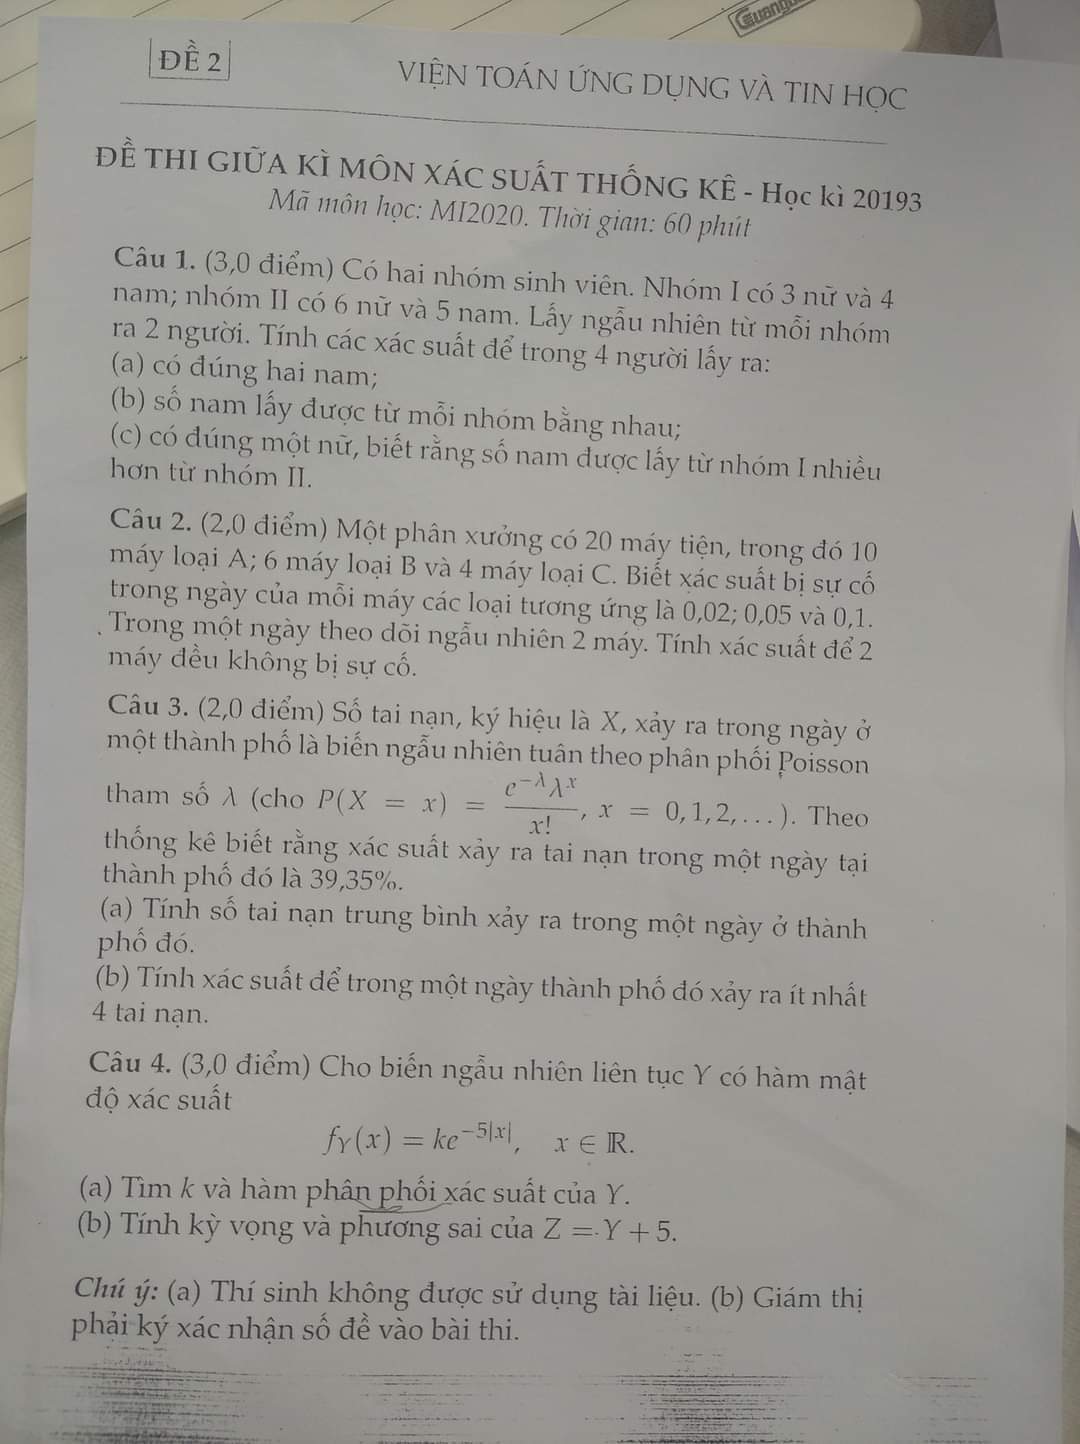 ĐỀ 2
VIỆN TOÁN ỨNG DỤNG VÀ TIN HỌC
ĐỀ THI GIỮA KÌ MÔN XÁC SUẤT THỐNG KÊ - Học kì 20193
Mã môn học: MI2020. Thời gian: 60 phút
Câu 1. (3,0 điểm) Có hai nhóm sinh viên. Nhóm I có 3 nữ và 4
nam; nhóm II có 6 nữ và 5 nam. Lấy ngẫu nhiên từ mỗi nhóm
ra 2 người. Tính các xác suất để trong 4 người lấy ra:
(a) có đúng hai nam;
(b) số nam lấy được từ mỗi nhóm bằng nhau;
(c) có đúng một nữ, biết rằng số nam được lấy từ nhóm I nhiều
hơn từ nhóm II.
Câu 2. (2,0 điểm) Một phân xưởng có 20 máy tiện, trong đó 10
máy loại A; 6 máy loại B và 4 máy loại C. Biết xác suất bị sự cố
trong ngày của mỗi máy các loại tương ứng là 0,02; 0,05 và 0,1.
Trong một ngày theo dõi ngẫu nhiên 2 máy. Tính xác suất để 2
máy đều không bị sự cố.
Câu 3. (2,0 điểm) Số tai nạn, ký hiệu là X, xảy ra trong ngày ở
một thành phố là biến ngẫu nhiên tuân theo phân phối Poisson
tham số λ (cho P(X = x) = e^{-λ}λ^x / x!, x = 0, 1, 2, . . . ). Theo
thống kê biết rằng xác suất xảy ra tai nạn trong một ngày tại
thành phố đó là 39,35%.
(a) Tính số tai nạn trung bình xảy ra trong một ngày ở thành
phố đó.
(b) Tính xác suất để trong một ngày thành phố đó xảy ra ít nhất
4 tai nạn.
Câu 4. (3,0 điểm) Cho biến ngẫu nhiên liên tục Y có hàm mật
độ xác suất
f_Y(x) = ke^{-5|x|}, x ∈ ℝ.
(a) Tìm k và hàm phân phối xác suất của Y.
(b) Tính kỳ vọng và phương sai của Z = Y + 5.
Chú ý: (a) Thí sinh không được sử dụng tài liệu. (b) Giám thị
phải ký xác nhận số đề vào bài thi.